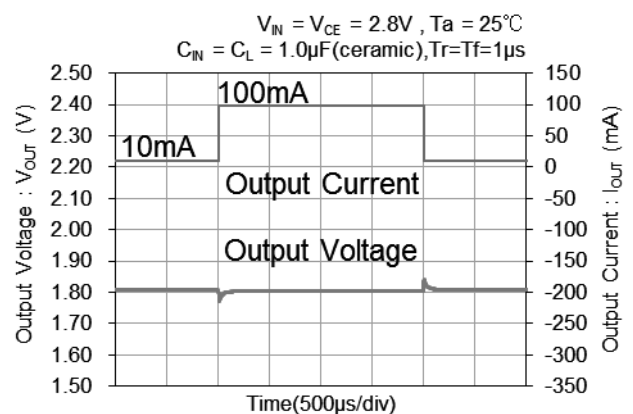 V_IN = V_CE = 2.8V , Ta = 25℃
C_IN = C_L = 1.0μF(ceramic),Tr=Tf=1μs
Output Voltage : V_OUT (V)
2.50
2.40
2.30
2.20
2.10
2.00
1.90
1.80
1.70
1.60
1.50
100mA
10mA
Output Current
Output Voltage
150
100
50
0
-50
-100
-150
-200
-250
-300
-350
Output Current : I_OUT (mA)
Time(500μs/div)